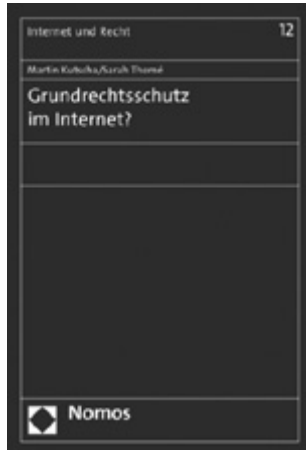 Internet und Recht 12
Martin Kutscha/Sarah Thomé
Grundrechtsschutz
im Internet?
Nomos